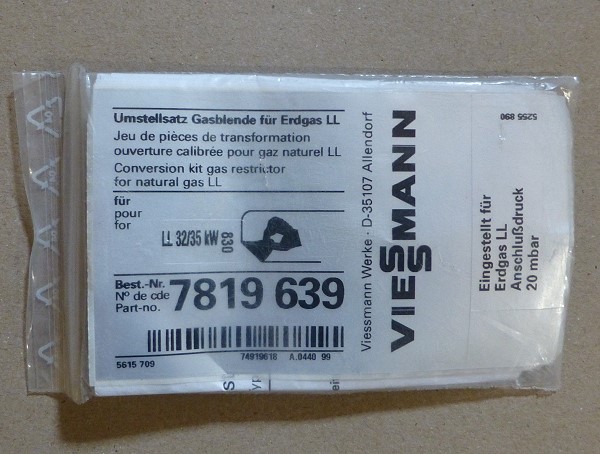 Umstellsatz Gasblende für Erdgas LL
Jeu de pièces de transformation
ouverture calibrée pour gaz naturel LL
Conversion kit gas restrictor
for natural gas LL
für
pour
for
LL 32/35 kW
830
Best.-Nr.
Nº de cde
Part-no.
7819 639
74919618 A.0440 99
5615 709
Viessmann Werke · D-35107 Allendorf
VIESSMANN
5255 890
Eingestellt für
Erdgas LL
Anschlußdruck
20 mbar